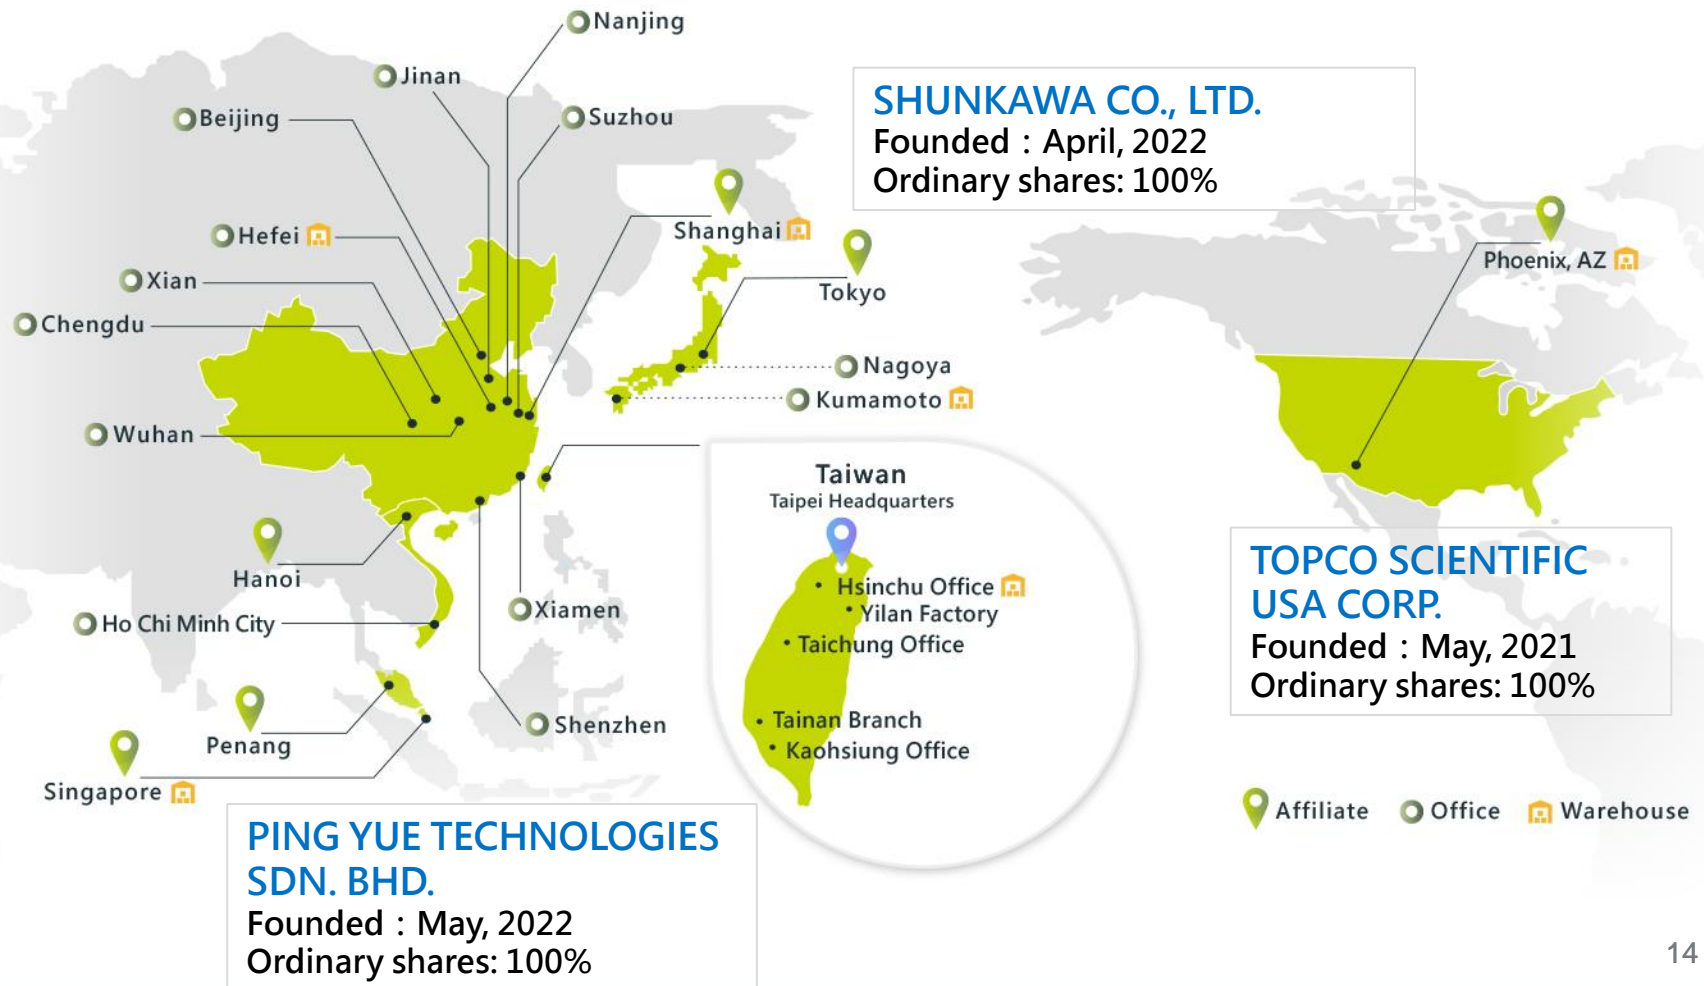 Nanjing
Jinan
Beijing
Suzhou
SHUNKAWA CO., LTD.
Founded：April, 2022
Ordinary shares: 100%
Hefei
Shanghai
Xian
Tokyo
Chengdu
Nagoya
Kumamoto
Wuhan
Phoenix, AZ
Taiwan
Taipei Headquarters
Hsinchu Office
Yilan Factory
Taichung Office
Tainan Branch
Kaohsiung Office
Hanoi
Ho Chi Minh City
Xiamen
Penang
Shenzhen
Singapore
TOPCO SCIENTIFIC
USA CORP.
Founded：May, 2021
Ordinary shares: 100%
Affiliate
Office
Warehouse
PING YUE TECHNOLOGIES
SDN. BHD.
Founded：May, 2022
Ordinary shares: 100%
14